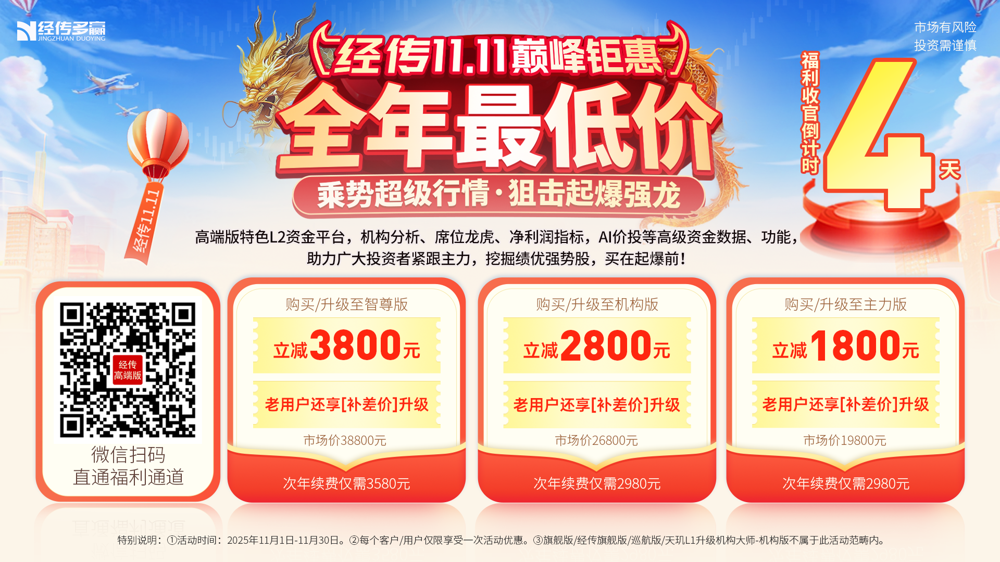 经传多赢
JINGZHUAN DUOYING
市场有风险
投资需谨慎
经传11.11巅峰钜惠
全年最低价
乘势超级行情·狙击起爆强龙
福利收官倒计时
4天
经传11.11
高端版特色L2资金平台，机构分析、席位龙虎、净利润指标，AI价投等高级资金数据、功能，
助力广大投资者紧跟主力，挖掘绩优强势股，买在起爆前！
经传
高端版
微信扫码
直通福利通道
购买/升级至智尊版
立减3800元
老用户还享[补差价]升级
市场价38800元
次年续费仅需3580元
购买/升级至机构版
立减2800元
老用户还享[补差价]升级
市场价26800元
次年续费仅需2980元
购买/升级至主力版
立减1800元
老用户还享[补差价]升级
市场价19800元
次年续费仅需2980元
特别说明：①活动时间：2025年11月1日-11月30日。②每个客户/用户仅限享受一次活动优惠。③旗舰版/经传旗舰版/巡航版/天玑L1升级机构大师-机构版不属于此活动范畴内。